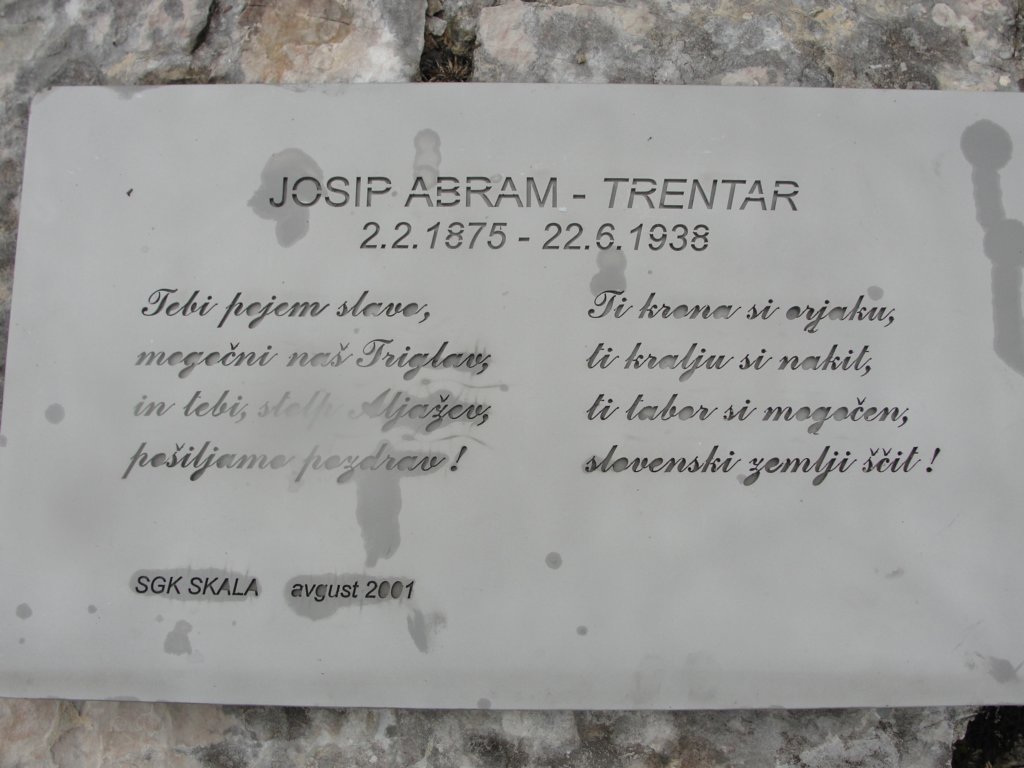 JOSIP ABRAM - TRENTAR
2.2.1875 - 22.6.1938
Tebi pojem slavo,
mogočni naš Triglav,
in tebi, stolp Aljažev,
pošiljamo pozdrav !
Ti krona si orjaku,
ti kralju si nakit,
ti tabor si mogočen,
slovenski zemlji ščit !
SGK SKALA avgust 2001